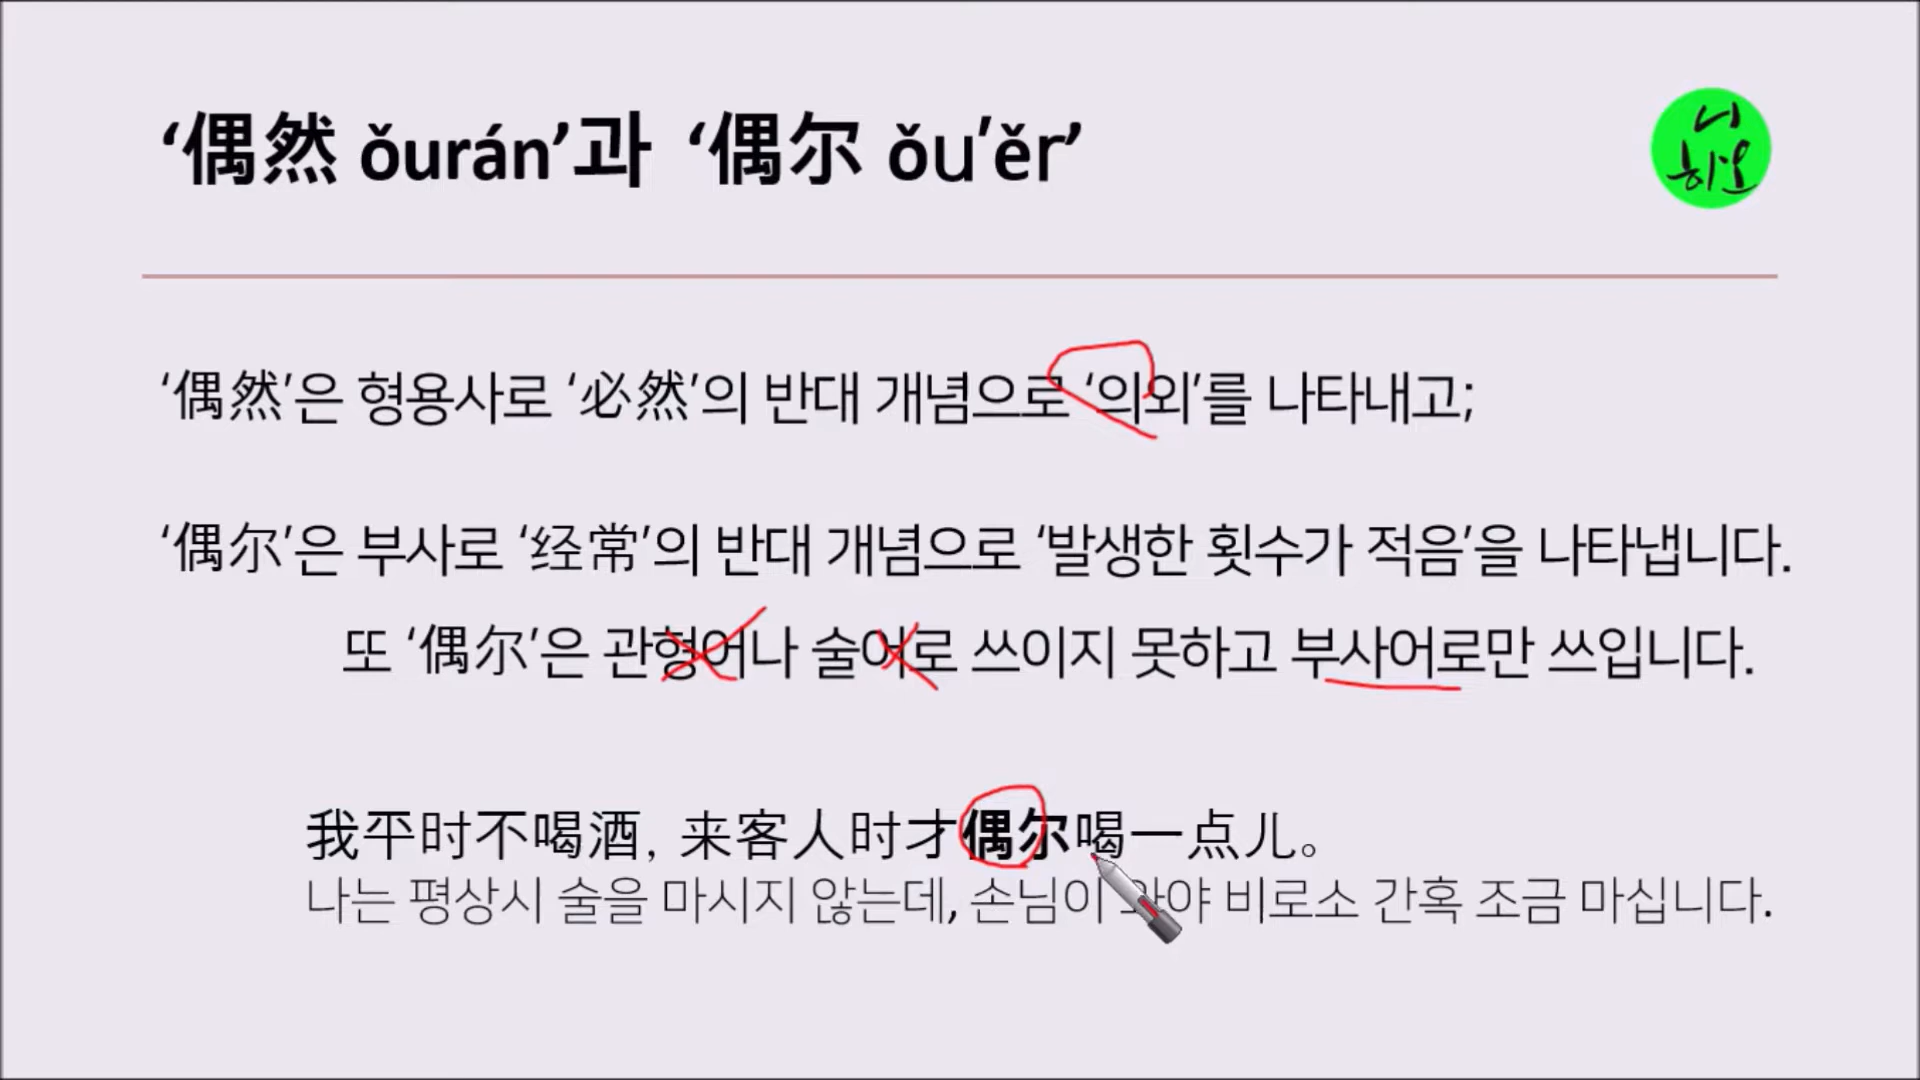 ‘偶然 ǒurán’과 ‘偶尔 ǒu’ěr’
니
하오
‘偶然’은 형용사로 ‘必然’의 반대 개념으로 ‘의외’를 나타내고;
‘偶尔’은 부사로 ‘经常’의 반대 개념으로 ‘발생한 횟수가 적음’을 나타냅니다.
또 ‘偶尔’은 관형어나 술어로 쓰이지 못하고 부사어로만 쓰입니다.
我平时不喝酒, 来客人时才偶尔喝一点儿。
나는 평상시 술을 마시지 않는데, 손님이 와야 비로소 간혹 조금 마십니다.